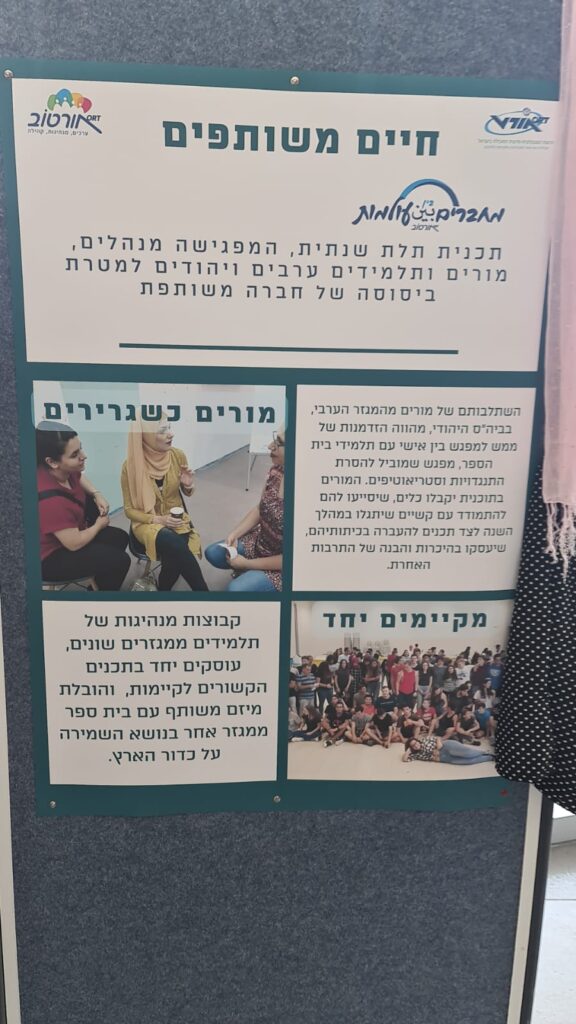 ORT אורטוב
ערכים, מנהיגות, קהילה
ORT אורט
חיים משותפים
מחברים בין עולמות
אורטוב
תכנית תלת שנתית, המפגישה מנהלים,
מורים ותלמידים ערבים ויהודים למטרת
ביסוסה של חברה משותפת
מורים כשגרירים
השתלבותם של מורים מהמגזר הערבי,
בביה"ס היהודי, מהווה הזדמנות של
ממש למפגש בין אישי עם תלמידי בית
הספר, מפגש שמוביל להסרת
התנגדויות וסטריאוטיפים. המורים
בתוכנית יקבלו כלים, שיסייעו להם
להתמודד עם קשיים שיתגלו במהלך
השנה לצד תכנים להעברה בכיתותיהם,
שיעסקו בהיכרות והבנה של התרבות
האחרת.
מקיימים יחד
קבוצות מנהיגות של
תלמידים ממגזרים שונים,
עוסקים יחד בתכנים
הקשורים לקיימות, והובלת
מיזם משותף עם בית ספר
ממגזר אחר בנושא השמירה
על כדור הארץ.